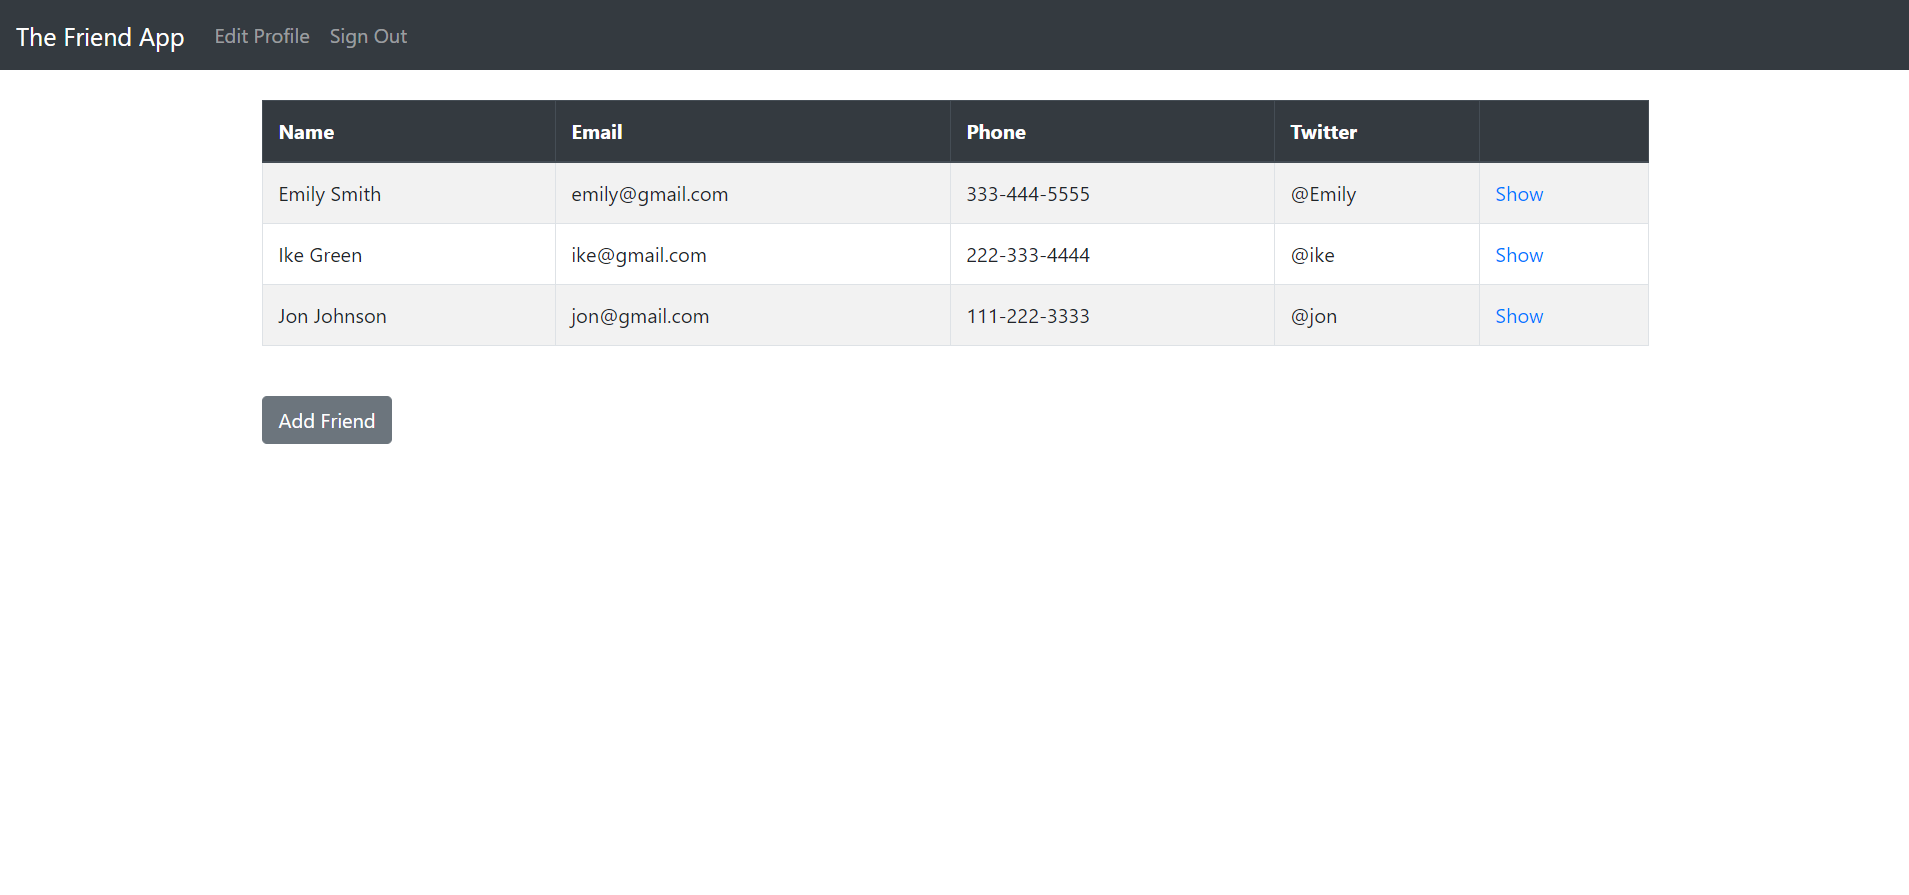 The Friend App Edit Profile Sign Out
Name Email Phone Twitter
Emily Smith emily@gmail.com 333-444-5555 @Emily Show
Ike Green ike@gmail.com 222-333-4444 @ike Show
Jon Johnson jon@gmail.com 111-222-3333 @jon Show
Add Friend